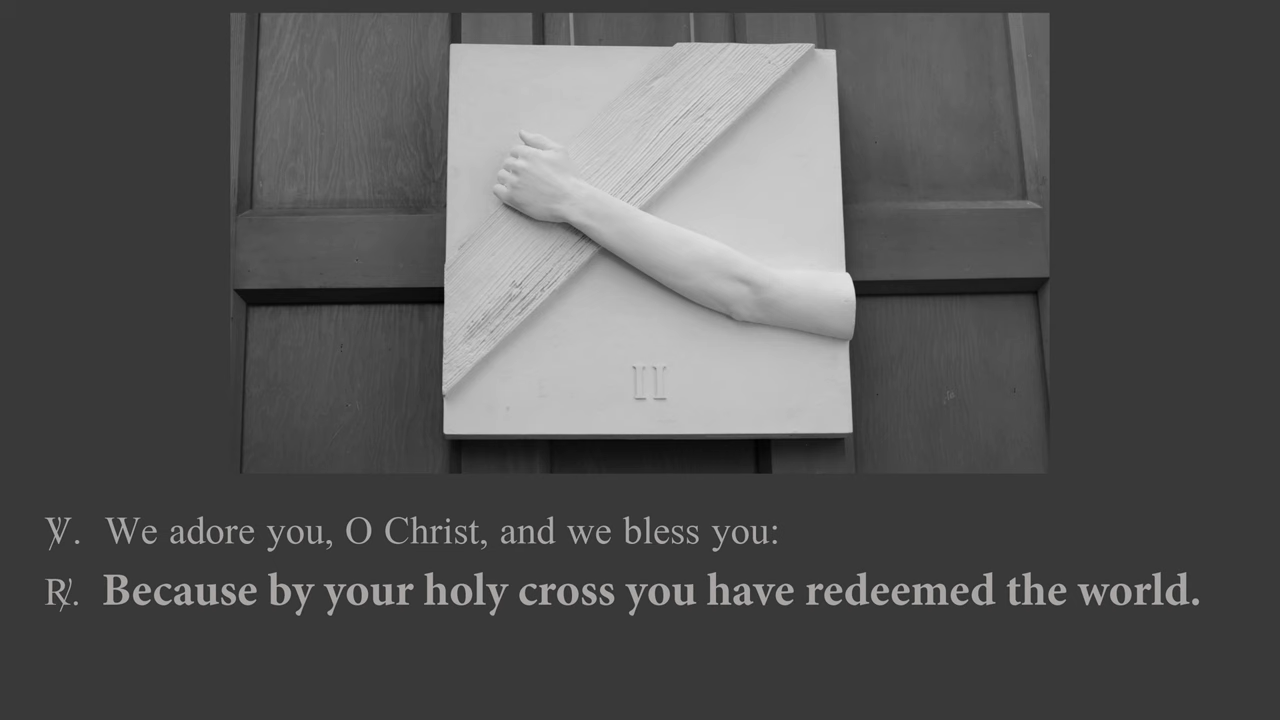 II
℣. We adore you, O Christ, and we bless you:
℟. Because by your holy cross you have redeemed the world.